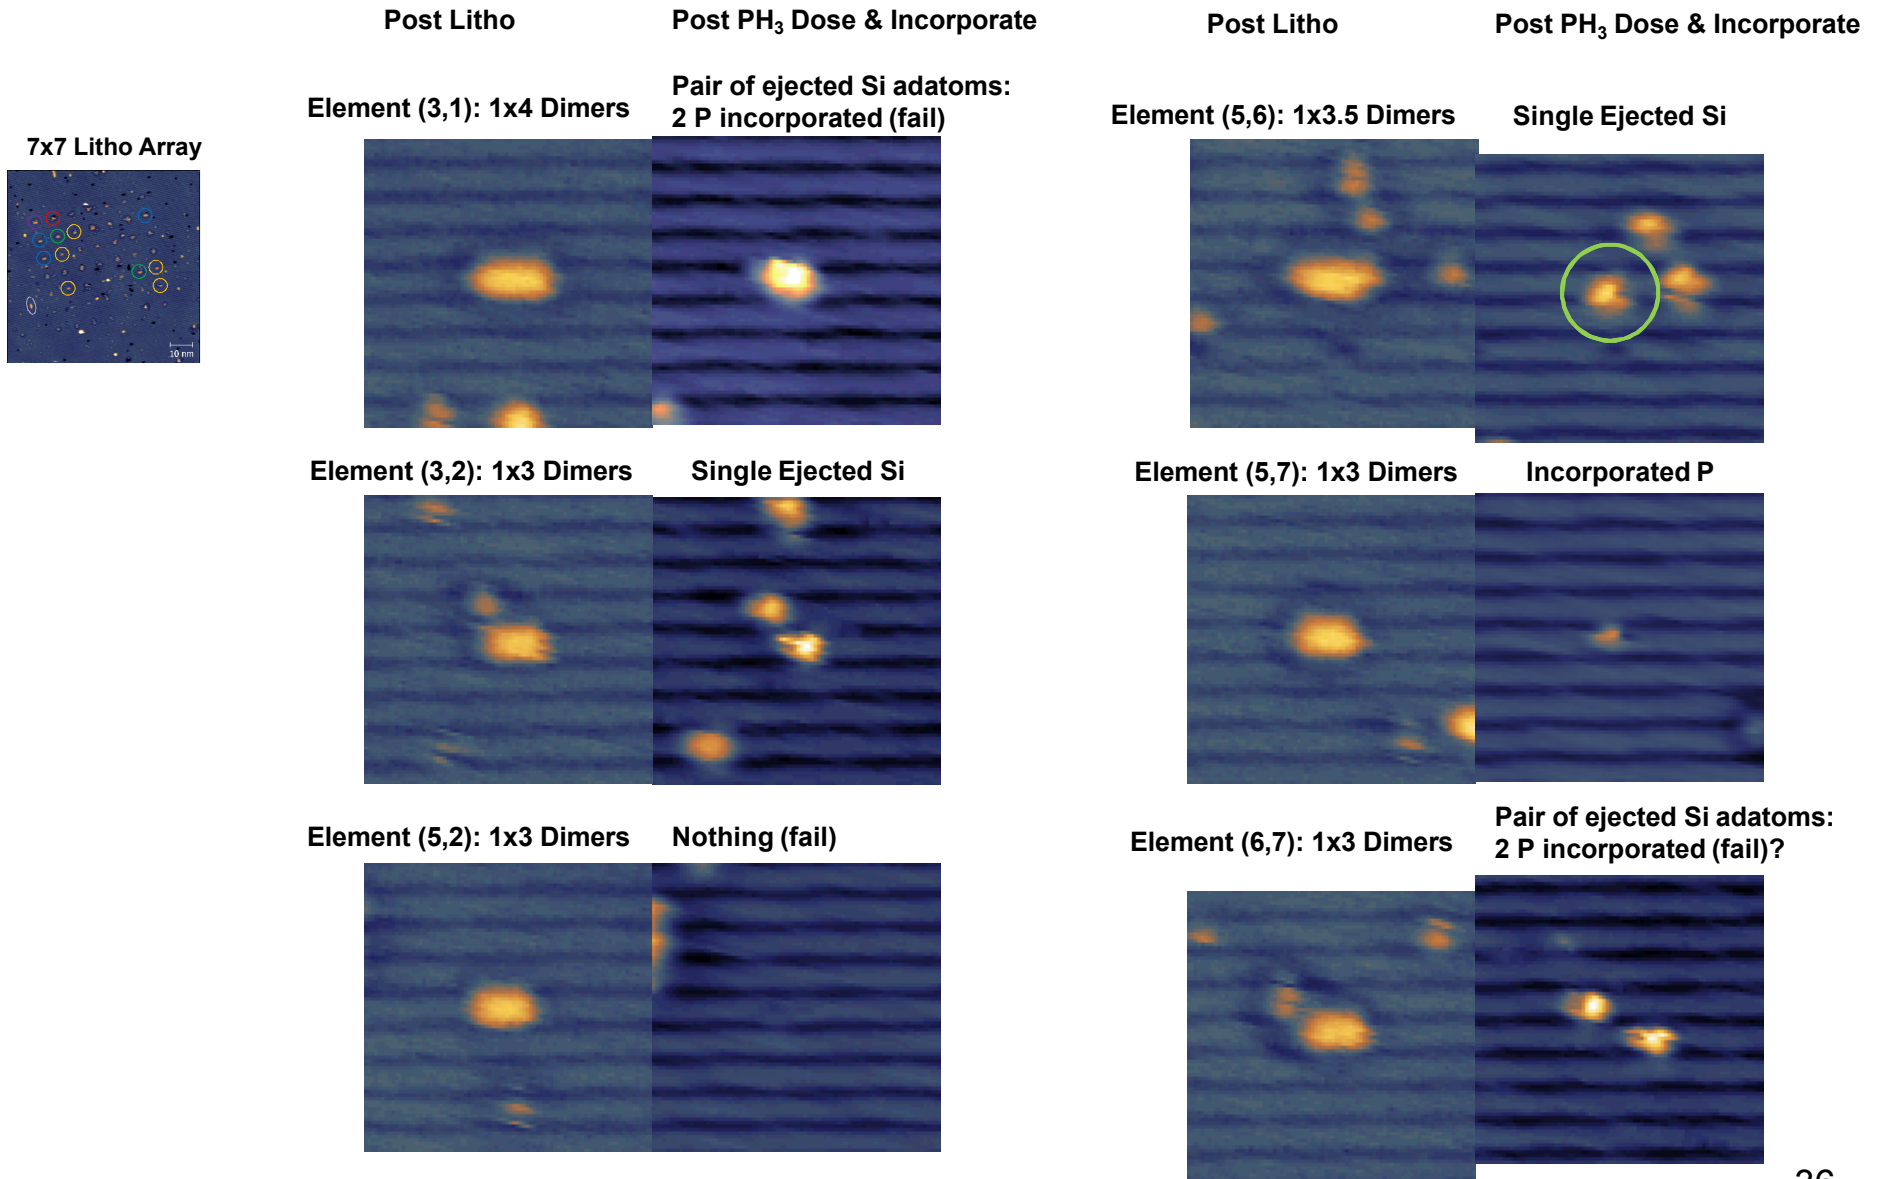 Post Litho
Post PH₃ Dose & Incorporate
Post Litho
Post PH₃ Dose & Incorporate
7x7 Litho Array
10 nm
Element (3,1): 1x4 Dimers
Pair of ejected Si adatoms:
2 P incorporated (fail)
Element (5,6): 1x3.5 Dimers
Single Ejected Si
Element (3,2): 1x3 Dimers
Single Ejected Si
Element (5,7): 1x3 Dimers
Incorporated P
Element (5,2): 1x3 Dimers
Nothing (fail)
Element (6,7): 1x3 Dimers
Pair of ejected Si adatoms:
2 P incorporated (fail)?